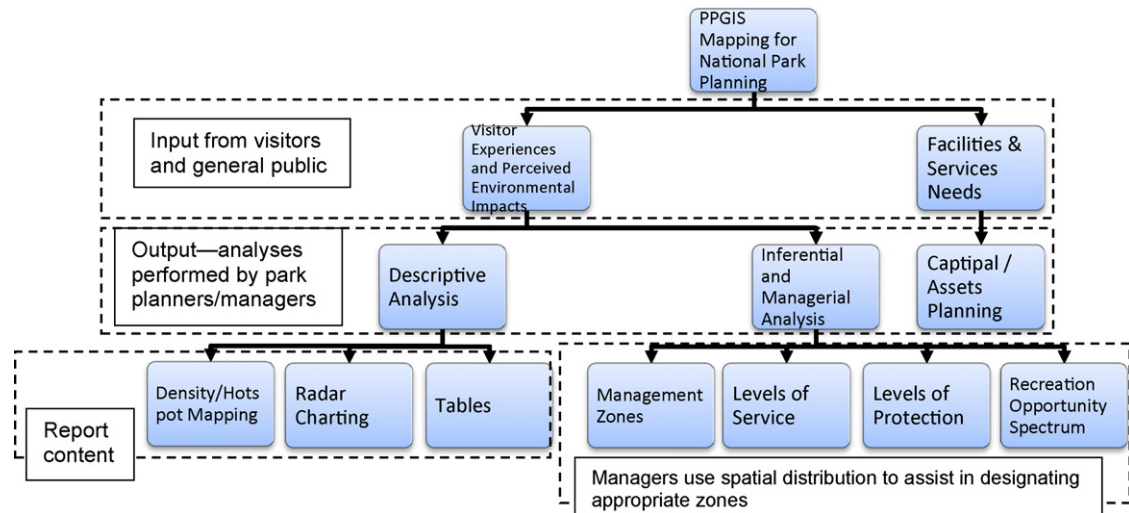 PPGIS
Mapping for
National Park
Planning
Input from visitors
and general public
Visitor
Experiences
and Perceived
Environmental
Impacts
Facilities &
Services
Needs
Output—analyses
performed by park
planners/managers
Descriptive
Analysis
Inferential
and
Managerial
Analysis
Captipal /
Assets
Planning
Report
content
Density/Hots
pot Mapping
Radar
Charting
Tables
Management
Zones
Levels of
Service
Levels of
Protection
Recreation
Opportunity
Spectrum
Managers use spatial distribution to assist in designating
appropriate zones